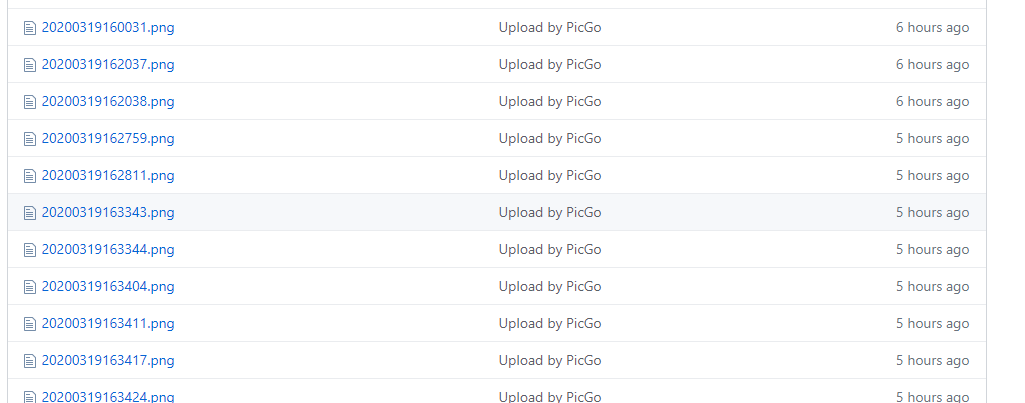 20200319160031.png Upload by PicGo 6 hours ago
20200319162037.png Upload by PicGo 6 hours ago
20200319162038.png Upload by PicGo 6 hours ago
20200319162759.png Upload by PicGo 5 hours ago
20200319162811.png Upload by PicGo 5 hours ago
20200319163343.png Upload by PicGo 5 hours ago
20200319163344.png Upload by PicGo 5 hours ago
20200319163404.png Upload by PicGo 5 hours ago
20200319163411.png Upload by PicGo 5 hours ago
20200319163417.png Upload by PicGo 5 hours ago
20200319163424.png Upload by PicGo 5 hours ago